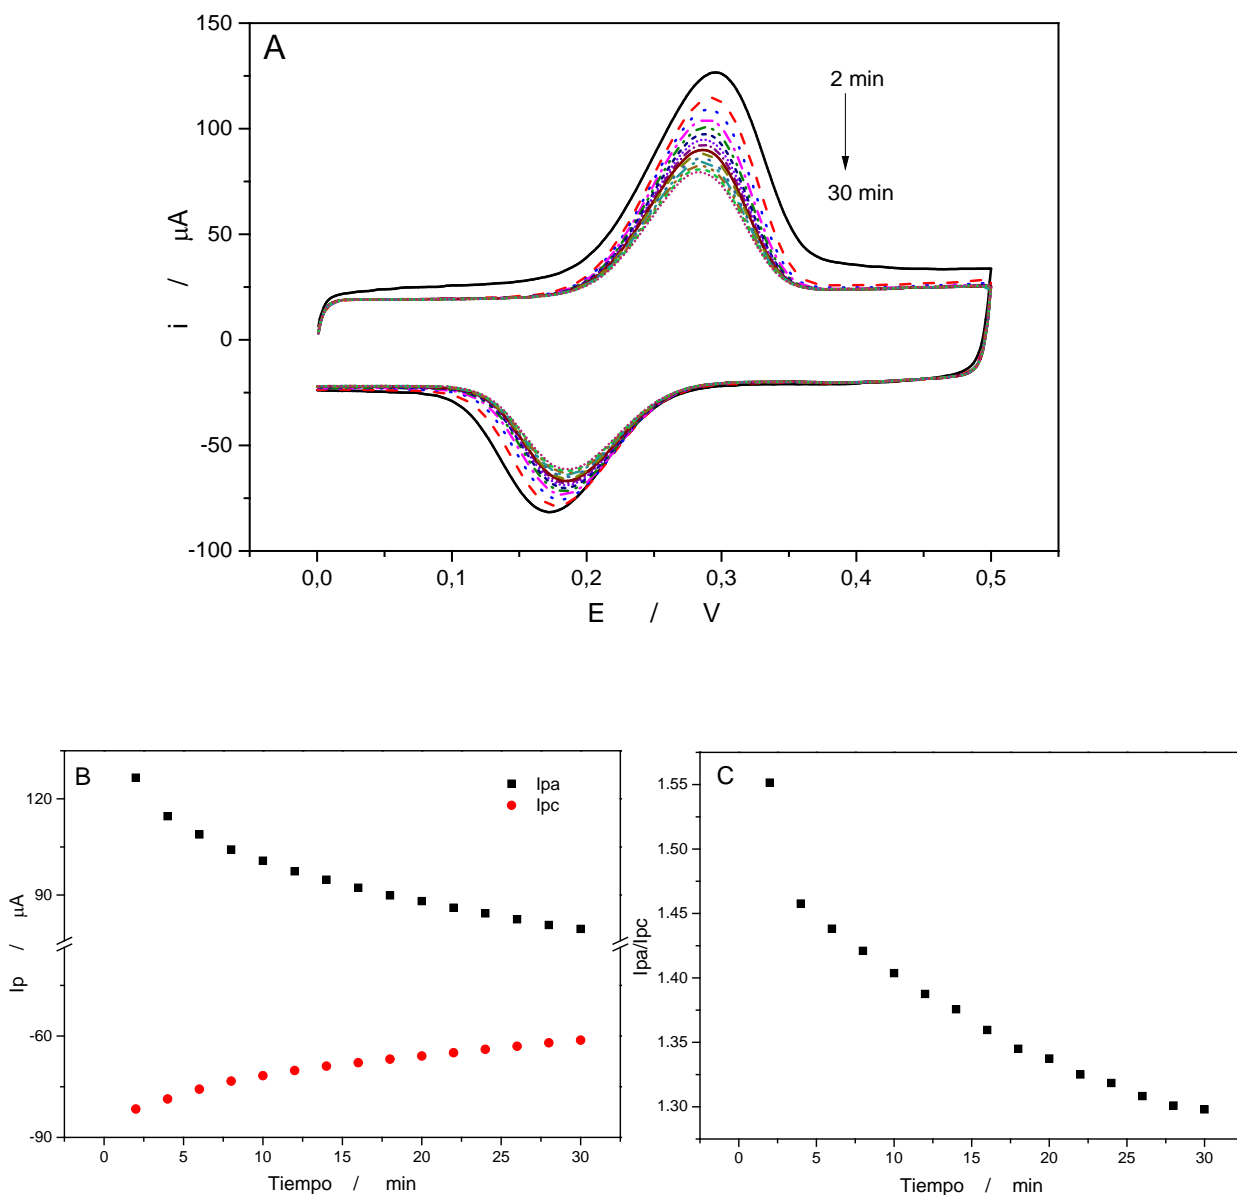 A
150
100
50
0
-50
-100
i / μA
2 min
30 min
0,0 0,1 0,2 0,3 0,4 0,5
E / V
B
120
90
-60
-90
Ip / μA
Ipa
Ipc
0 5 10 15 20 25 30
Tiempo / min
C
1.55
1.50
1.45
1.40
1.35
1.30
Ipa/Ipc
0 5 10 15 20 25 30
Tiempo / min